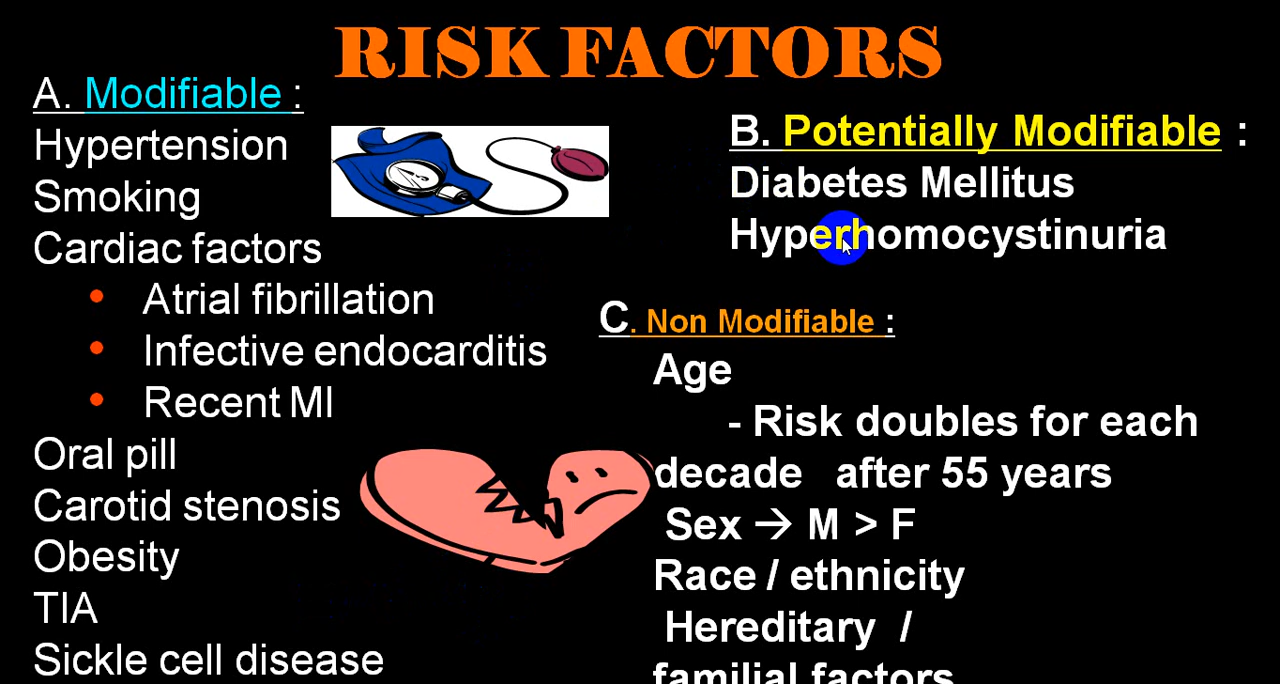 RISK FACTORS
A. Modifiable :
Hypertension
Smoking
Cardiac factors
• Atrial fibrillation
• Infective endocarditis
• Recent MI
Oral pill
Carotid stenosis
Obesity
TIA
Sickle cell disease
B. Potentially Modifiable :
Diabetes Mellitus
Hyperhomocystinuria
C. Non Modifiable :
Age
- Risk doubles for each
decade after 55 years
Sex → M > F
Race / ethnicity
Hereditary /
familial factors